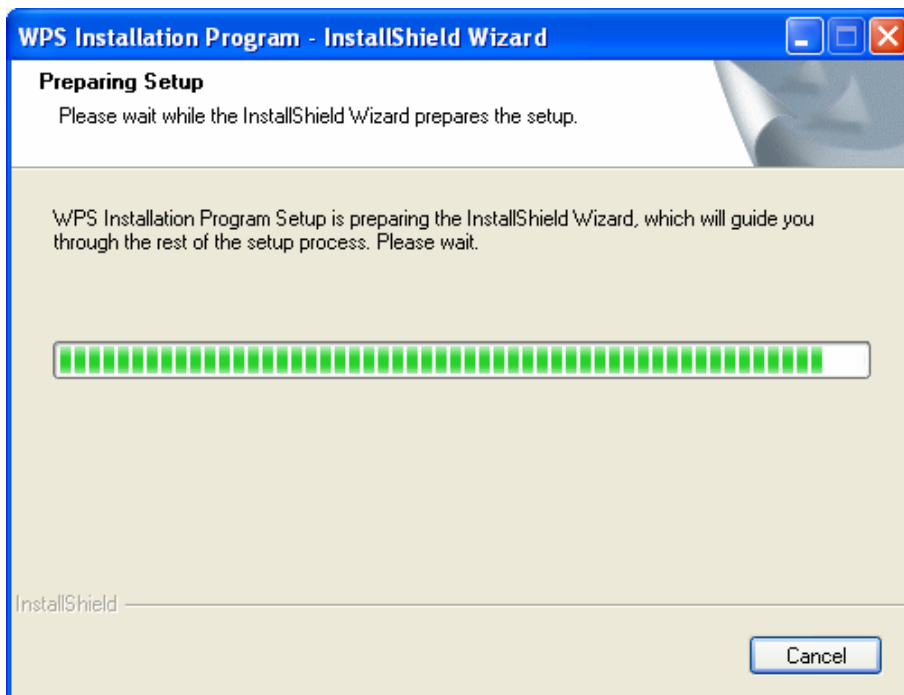 WPS Installation Program - InstallShield Wizard
Preparing Setup
Please wait while the InstallShield Wizard prepares the setup.
WPS Installation Program Setup is preparing the InstallShield Wizard, which will guide you
through the rest of the setup process. Please wait.
InstallShield
Cancel